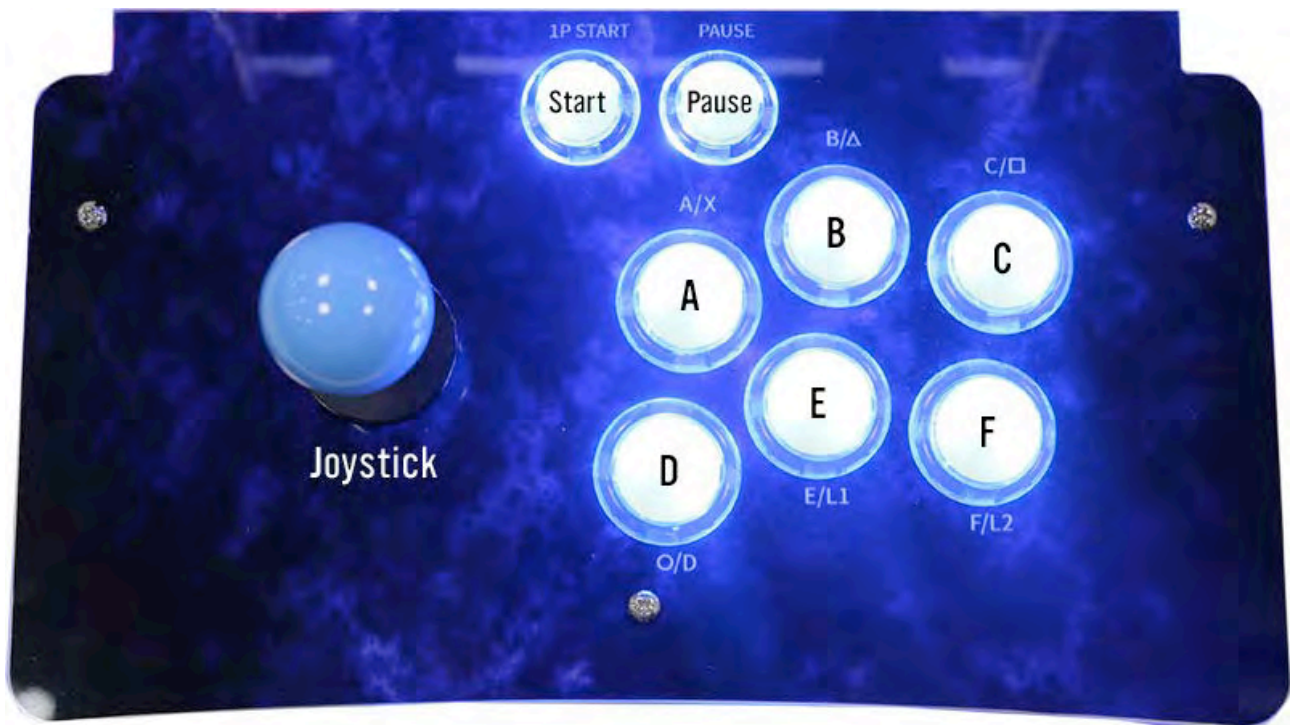 1P START
PAUSE
Start
Pause
B/△
C/□
A/X
B
C
A
E
F
D
Joystick
E/L1
F/L2
O/D